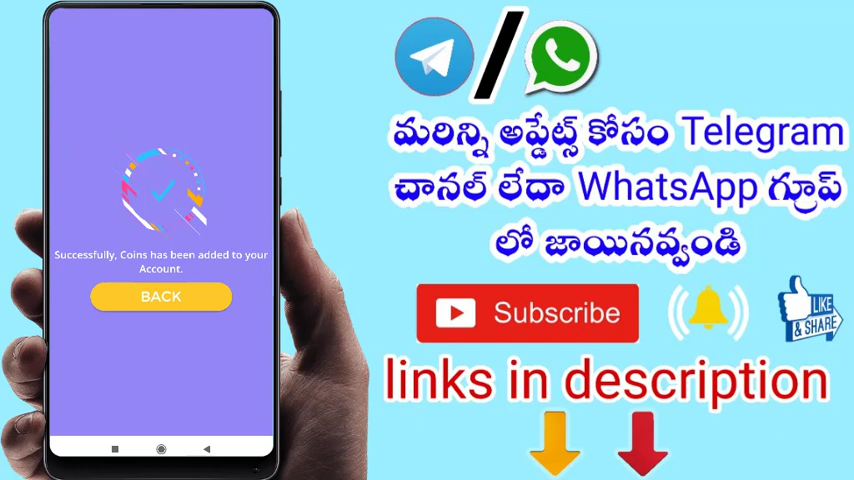 Successfully, Coins has been added to your
Account.
BACK
మరిన్ని అప్డేట్స్ కోసం Telegram
చానల్ లేదా WhatsApp గ్రూప్
లో జాయినవ్వండి
Subscribe
LIKE
& SHARE
links in description